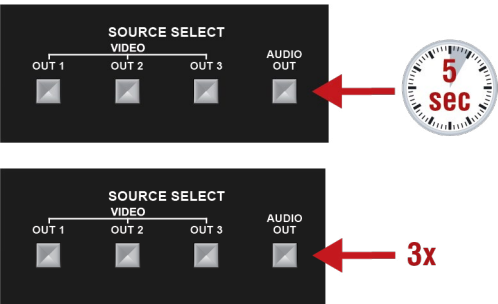 SOURCE SELECT
VIDEO
OUT 1 OUT 2 OUT 3 AUDIO OUT
5 sec
SOURCE SELECT
VIDEO
OUT 1 OUT 2 OUT 3 AUDIO OUT
3x